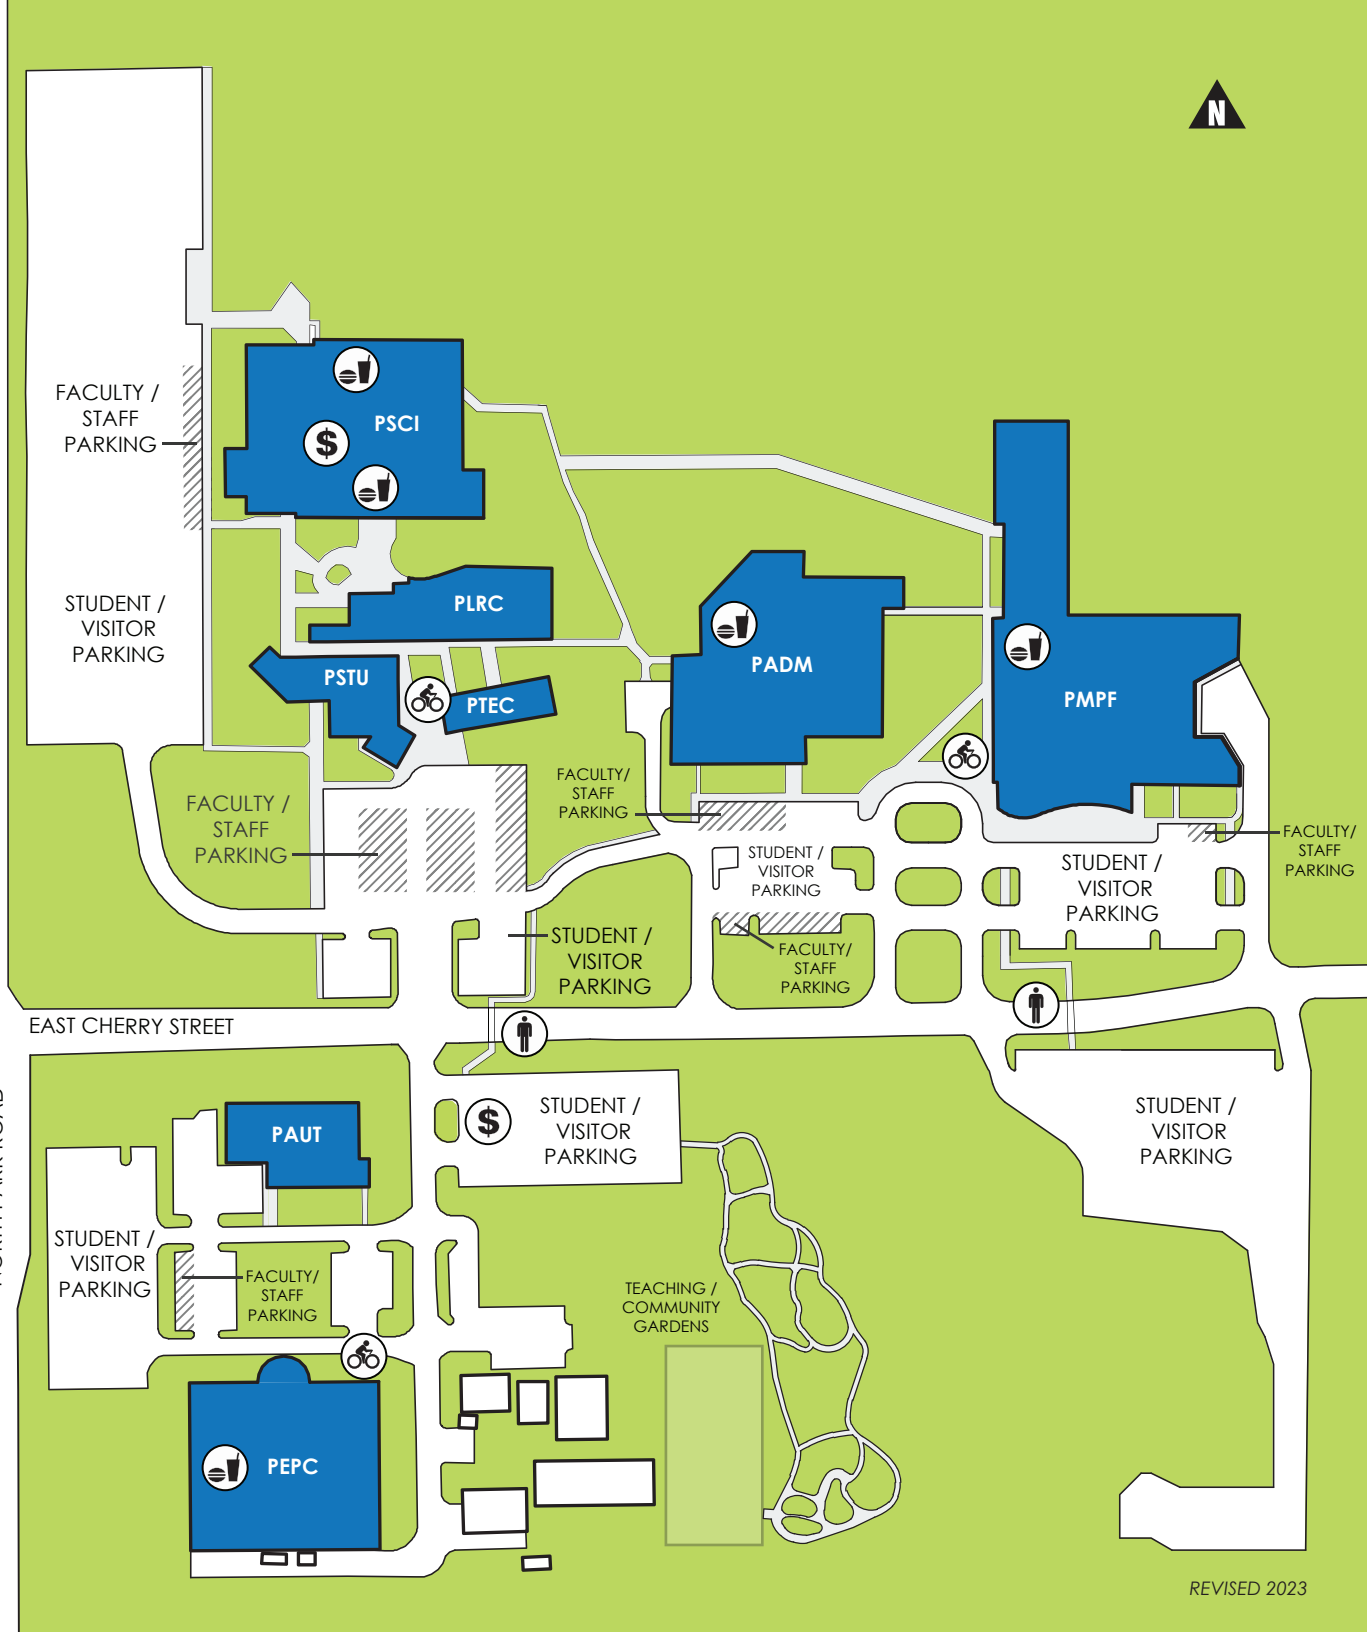 N
FACULTY /
STAFF
PARKING
$
PSCI
STUDENT /
VISITOR
PARKING
PLRC
PSTU
PTEC
PADM
PMPF
FACULTY /
STAFF
PARKING
FACULTY/
STAFF
PARKING
STUDENT /
VISITOR
PARKING
FACULTY/
STAFF
PARKING
STUDENT /
VISITOR
PARKING
FACULTY/
STAFF
PARKING
STUDENT /
VISITOR
PARKING
EAST CHERRY STREET
PAUT
$
STUDENT /
VISITOR
PARKING
STUDENT /
VISITOR
PARKING
STUDENT /
VISITOR
PARKING
FACULTY/
STAFF
PARKING
TEACHING /
COMMUNITY
GARDENS
PEPC
REVISED 2023